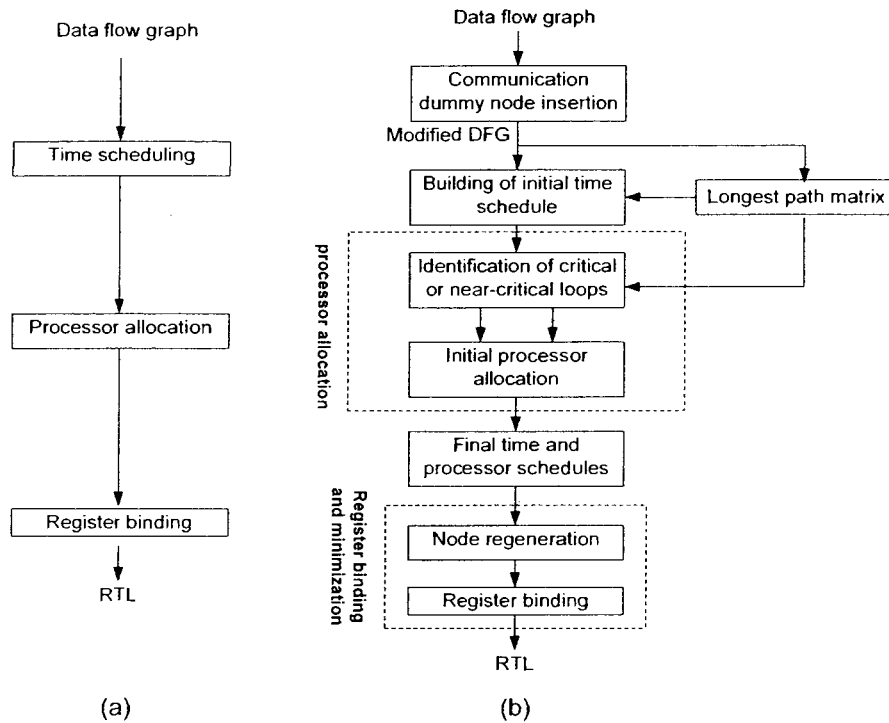 Data flow graph
Time scheduling
Processor allocation
Register binding
RTL
(a)
Data flow graph
Communication
dummy node insertion
Modified DFG
Building of initial time
schedule
Longest path matrix
processor allocation
Identification of critical
or near-critical loops
Initial processor
allocation
Final time and
processor schedules
Register binding
and minimization
Node regeneration
Register binding
RTL
(b)